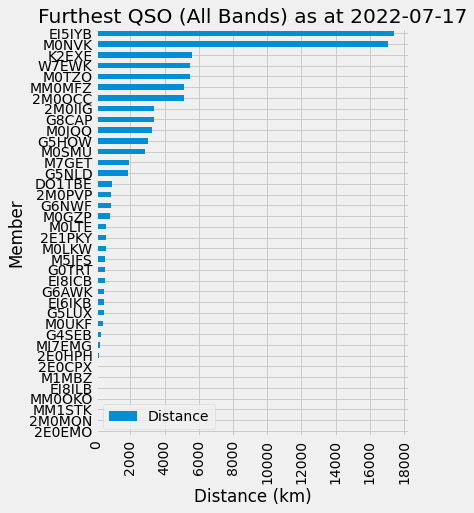 Furthest QSO (All Bands) as at 2022-07-17
EI5IYB
M0NVK
K2EXE
W7EWK
M0TZO
MM0MFZ
2M0OCC
2M0IIG
G8CAP
M0JQQ
G5HOW
M0SMU
M7GET
G5NLD
DO1TBE
2M0PVP
G6NWF
M0GZP
M0LTE
2E1PKY
M0LKW
M5JFS
G0TRT
EI8ICB
G6AWK
EI6IKB
G5LUX
M0UKF
G4SEB
MI7EMG
2E0HPH
2E0CPX
M1MBZ
EI8ILB
MM0OKO
MM1STK
2M0MON
2E0EMO
Member
Distance
0 2000 4000 6000 8000 10000 12000 14000 16000 18000
Distance (km)